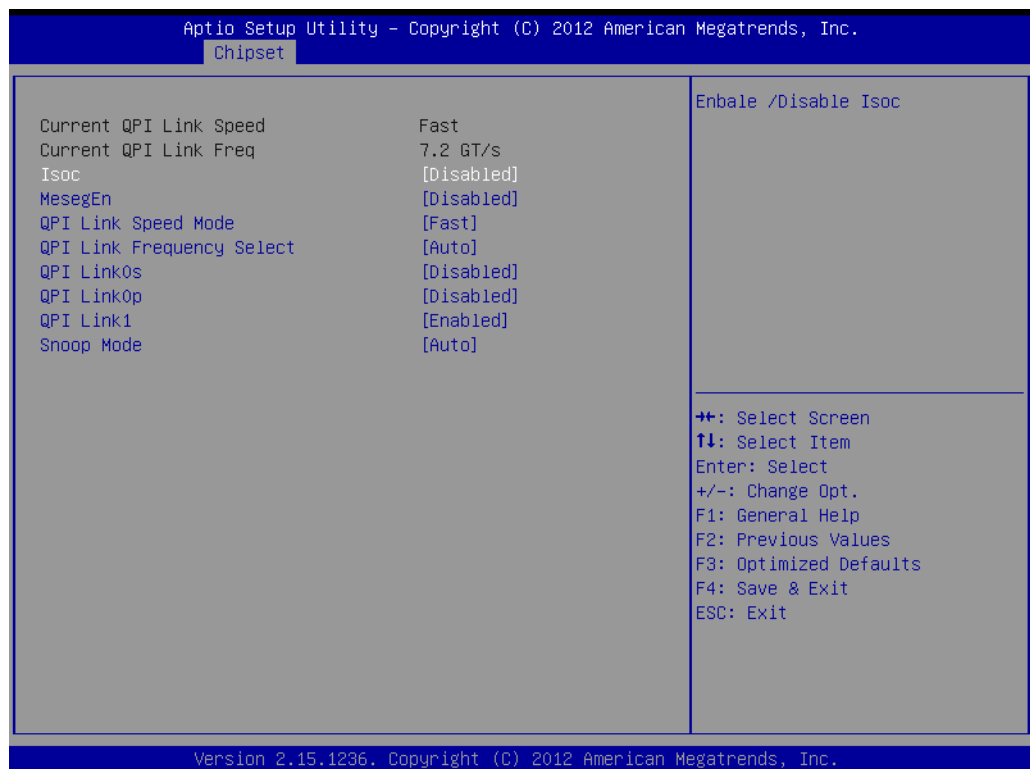 Aptio Setup Utility – Copyright (C) 2012 American Megatrends, Inc.
Chipset
Current QPI Link Speed Fast
Current QPI Link Freq 7.2 GT/s
Isoc [Disabled]
MesegEn [Disabled]
QPI Link Speed Mode [Fast]
QPI Link Frequency Select [Auto]
QPI Link0s [Disabled]
QPI Link0p [Disabled]
QPI Link1 [Enabled]
Snoop Mode [Auto]
Enbale /Disable Isoc
→←: Select Screen
↑↓: Select Item
Enter: Select
+/-: Change Opt.
F1: General Help
F2: Previous Values
F3: Optimized Defaults
F4: Save & Exit
ESC: Exit
Version 2.15.1236. Copyright (C) 2012 American Megatrends, Inc.